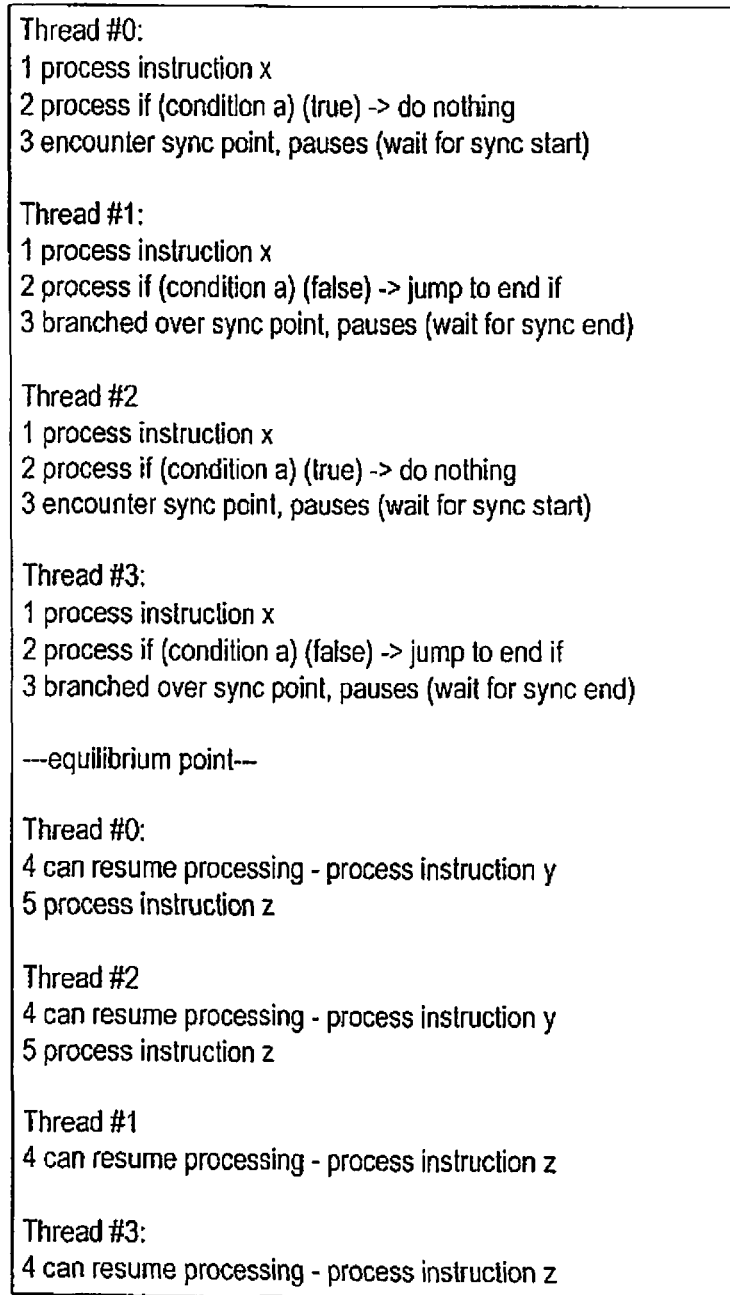 Thread #0:
1 process instruction x
2 process if (condition a) (true) -> do nothing
3 encounter sync point, pauses (wait for sync start)
Thread #1:
1 process instruction x
2 process if (condition a) (false) -> jump to end if
3 branched over sync point, pauses (wait for sync end)
Thread #2
1 process instruction x
2 process if (condition a) (true) -> do nothing
3 encounter sync point, pauses (wait for sync start)
Thread #3:
1 process instruction x
2 process if (condition a) (false) -> jump to end if
3 branched over sync point, pauses (wait for sync end)
---equilibrium point---
Thread #0:
4 can resume processing - process instruction y
5 process instruction z
Thread #2
4 can resume processing - process instruction y
5 process instruction z
Thread #1
4 can resume processing - process instruction z
Thread #3:
4 can resume processing - process instruction z